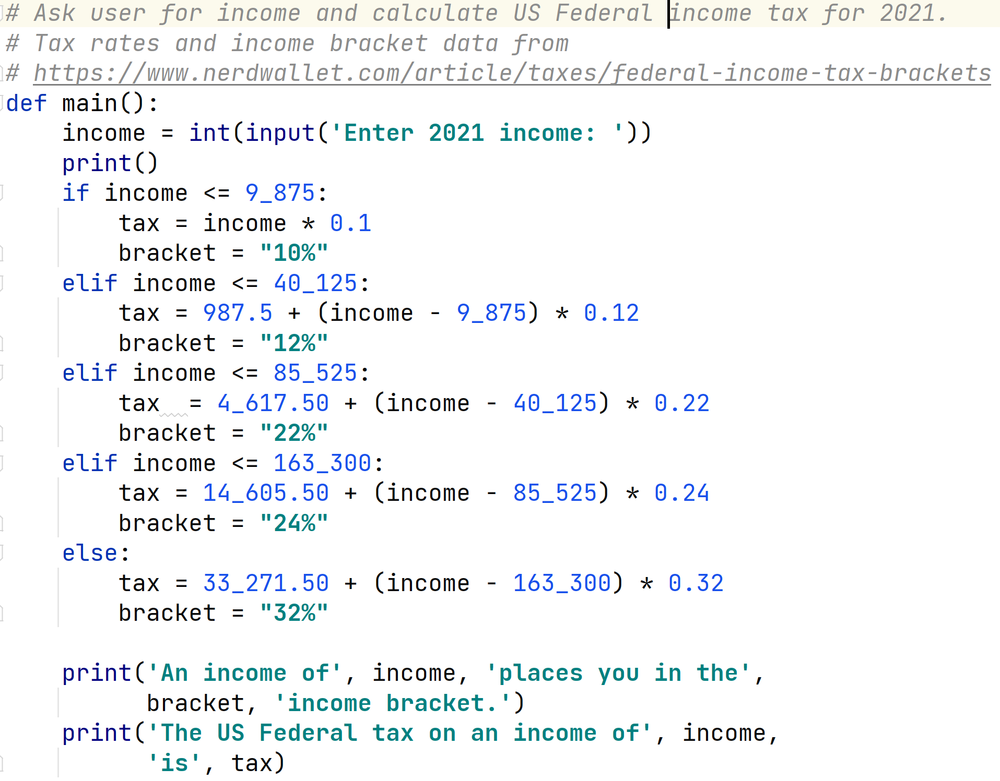 # Ask user for income and calculate US Federal income tax for 2021.
# Tax rates and income bracket data from
# https://www.nerdwallet.com/article/taxes/federal-income-tax-brackets
def main():
    income = int(input('Enter 2021 income: '))
    print()
    if income <= 9_875:
        tax = income * 0.1
        bracket = "10%"
    elif income <= 40_125:
        tax = 987.5 + (income - 9_875) * 0.12
        bracket = "12%"
    elif income <= 85_525:
        tax  = 4_617.50 + (income - 40_125) * 0.22
        bracket = "22%"
    elif income <= 163_300:
        tax = 14_605.50 + (income - 85_525) * 0.24
        bracket = "24%"
    else:
        tax = 33_271.50 + (income - 163_300) * 0.32
        bracket = "32%"

    print('An income of', income, 'places you in the',
          bracket, 'income bracket.')
    print('The US Federal tax on an income of', income,
          'is', tax)